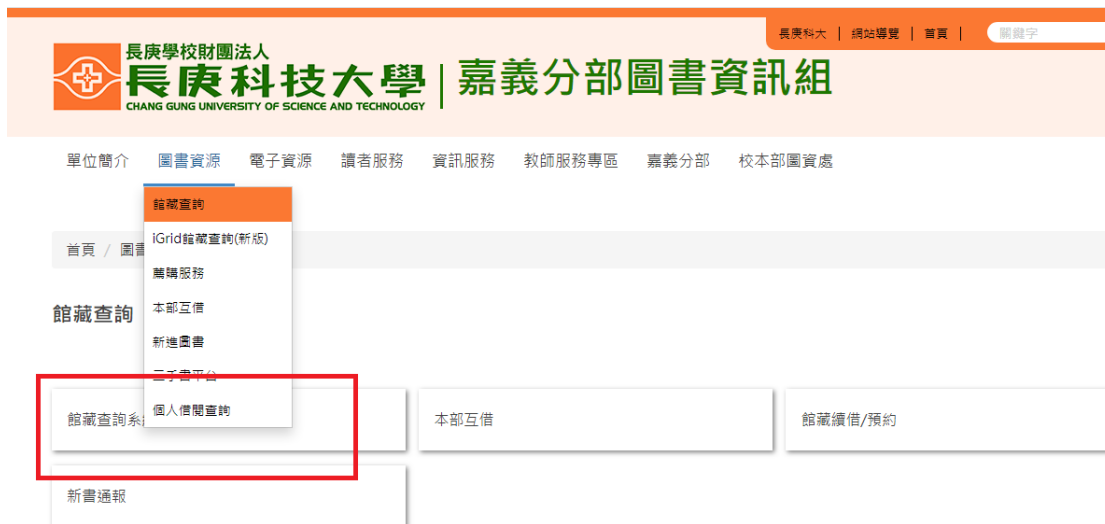 長庚科大 | 網站導覽 | 首頁 |
關鍵字
長庚學校財團法人
長庚科技大學
CHANG GUNG UNIVERSITY OF SCIENCE AND TECHNOLOGY
嘉義分部圖書資訊組
單位簡介 圖書資源 電子資源 讀者服務 資訊服務 教師服務專區 嘉義分部 校本部圖資處
館藏查詢
iGrid館藏查詢(新版)
薦購服務
本部互借
新進圖書
二手書平台
個人借閱查詢
首頁 / 圖書
館藏查詢
館藏查詢系
本部互借
館藏續借/預約
新書通報